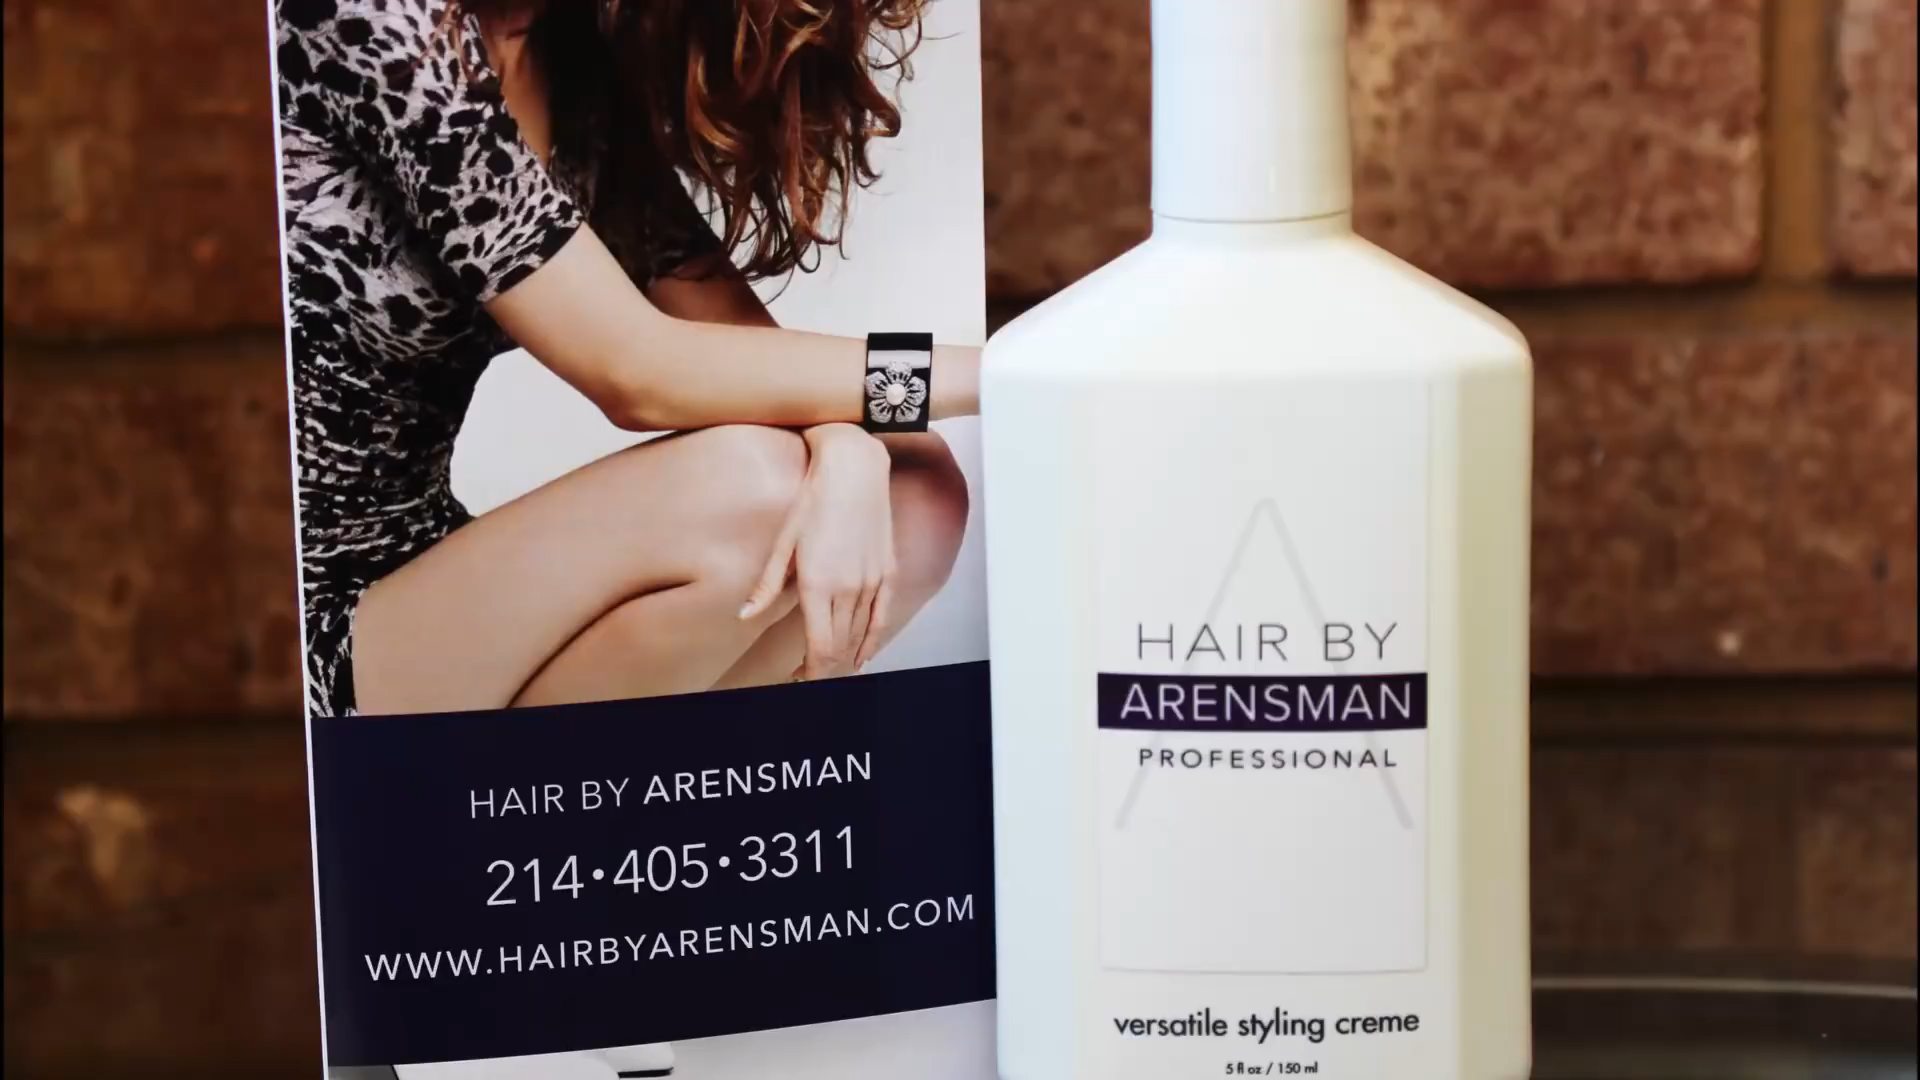 HAIR BY ARENSMAN
214•405•3311
WWW.HAIRBYARENSMAN.COM
HAIR BY
ARENSMAN
PROFESSIONAL
versatile styling creme
5 fl oz / 150 ml